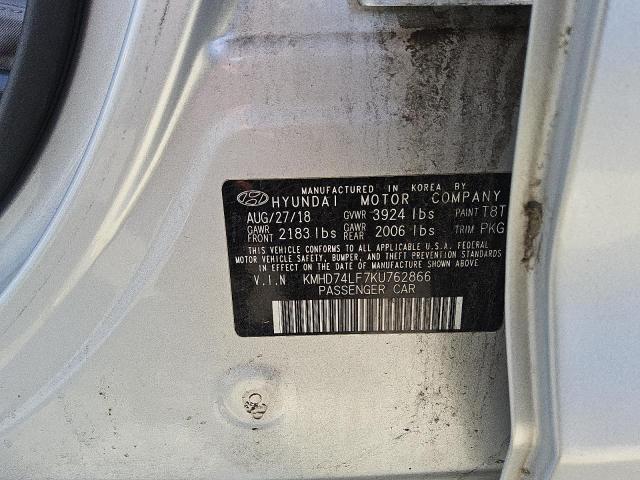 MANUFACTURED IN KOREA BY
HYUNDAI MOTOR COMPANY
AUG/27/18 GVWR 3924 lbs PAINT T8T
GAWR FRONT 2183 lbs GAWR REAR 2006 lbs TRIM PKG
THIS VEHICLE CONFORMS TO ALL APPLICABLE U.S.A. FEDERAL
MOTOR VEHICLE SAFETY, BUMPER, AND THEFT PREVENTION
STANDARDS IN EFFECT ON THE DATE OF MANUFACTURE SHOWN ABOVE
V.I.N KMHD74LF7KU762866
PASSENGER CAR